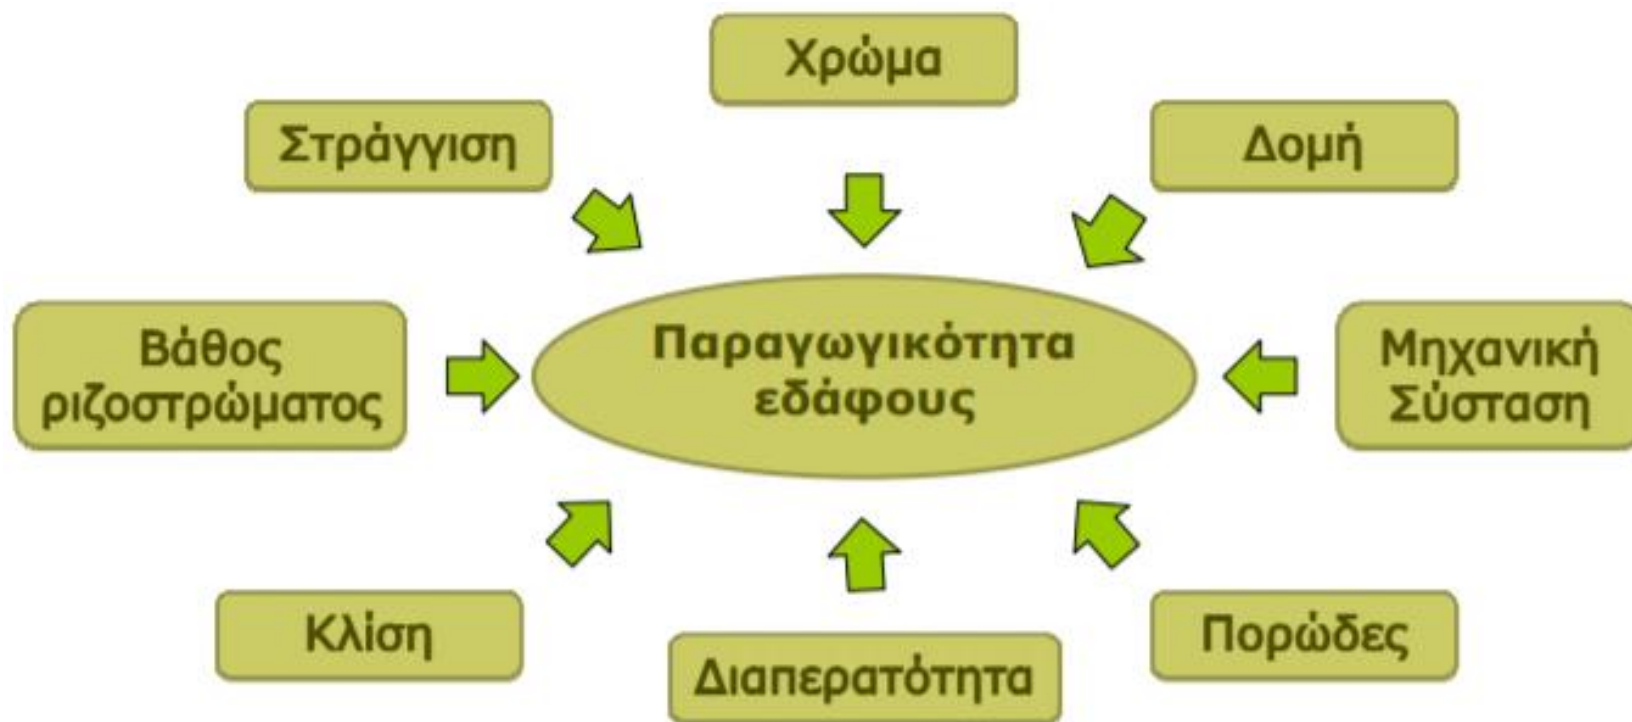 Χρώμα
Στράγγιση
Δομή
Βάθος
ριζοστρώματος
Παραγωγικότητα
εδάφους
Μηχανική
Σύσταση
Κλίση
Διαπερατότητα
Πορώδες